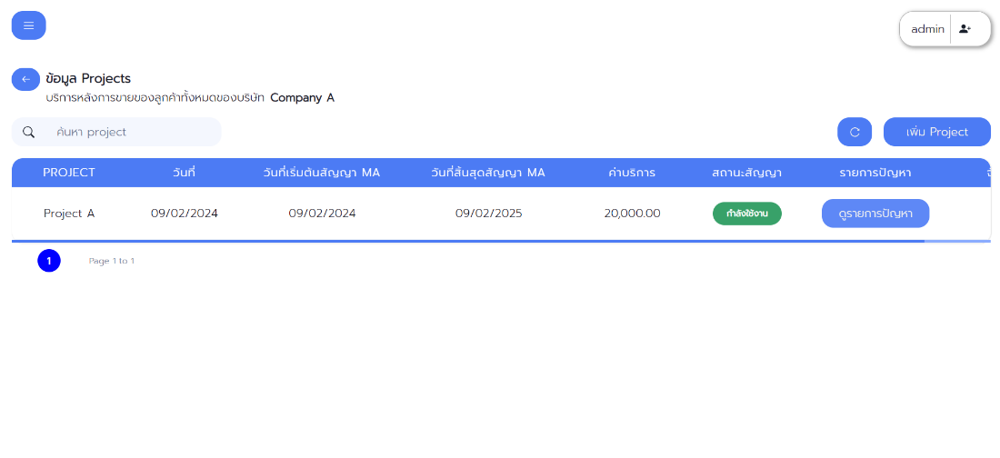 admin
ข้อมูล Projects
บริการหลังการขายของลูกค้าทั้งหมดของบริษัท Company A
ค้นหา project
เพิ่ม Project
PROJECT วันที่ วันที่เริ่มต้นสัญญา MA วันที่สิ้นสุดสัญญา MA ค่าบริการ สถานะสัญญา รายการปัญหา
Project A 09/02/2024 09/02/2024 09/02/2025 20,000.00 กำลังใช้งาน ดูรายการปัญหา
1 Page 1 to 1